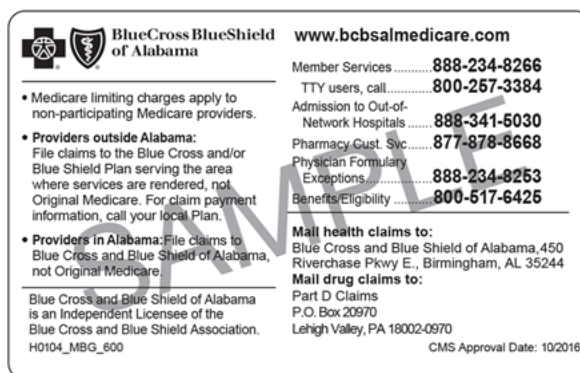 BlueCross BlueShield
of Alabama
• Medicare limiting charges apply to
non-participating Medicare providers.
• Providers outside Alabama:
File claims to the Blue Cross and/or
Blue Shield Plan serving the area
where services are rendered, not
Original Medicare. For claim payment
information, call your local Plan.
• Providers in Alabama: File claims to
Blue Cross and Blue Shield of Alabama,
not Original Medicare.
Blue Cross and Blue Shield of Alabama
is an Independent Licensee of the
Blue Cross and Blue Shield Association.
H0104_MBG_600
www.bcbsalmedicare.com
Member Services ...........888-234-8266
TTY users, call...............800-257-3384
Admission to Out-of-
Network Hospitals ..........888-341-5030
Pharmacy Cust. Svc........877-878-8668
Physician Formulary
Exceptions......................888-234-8253
Benefits/Eligibility ...........800-517-6425
Mail health claims to:
Blue Cross and Blue Shield of Alabama,450
Riverchase Pkwy E., Birmingham, AL 35244
Mail drug claims to:
Part D Claims
P.O. Box 20970
Lehigh Valley, PA 18002-0970
CMS Approval Date: 10/2016
SAMPLE